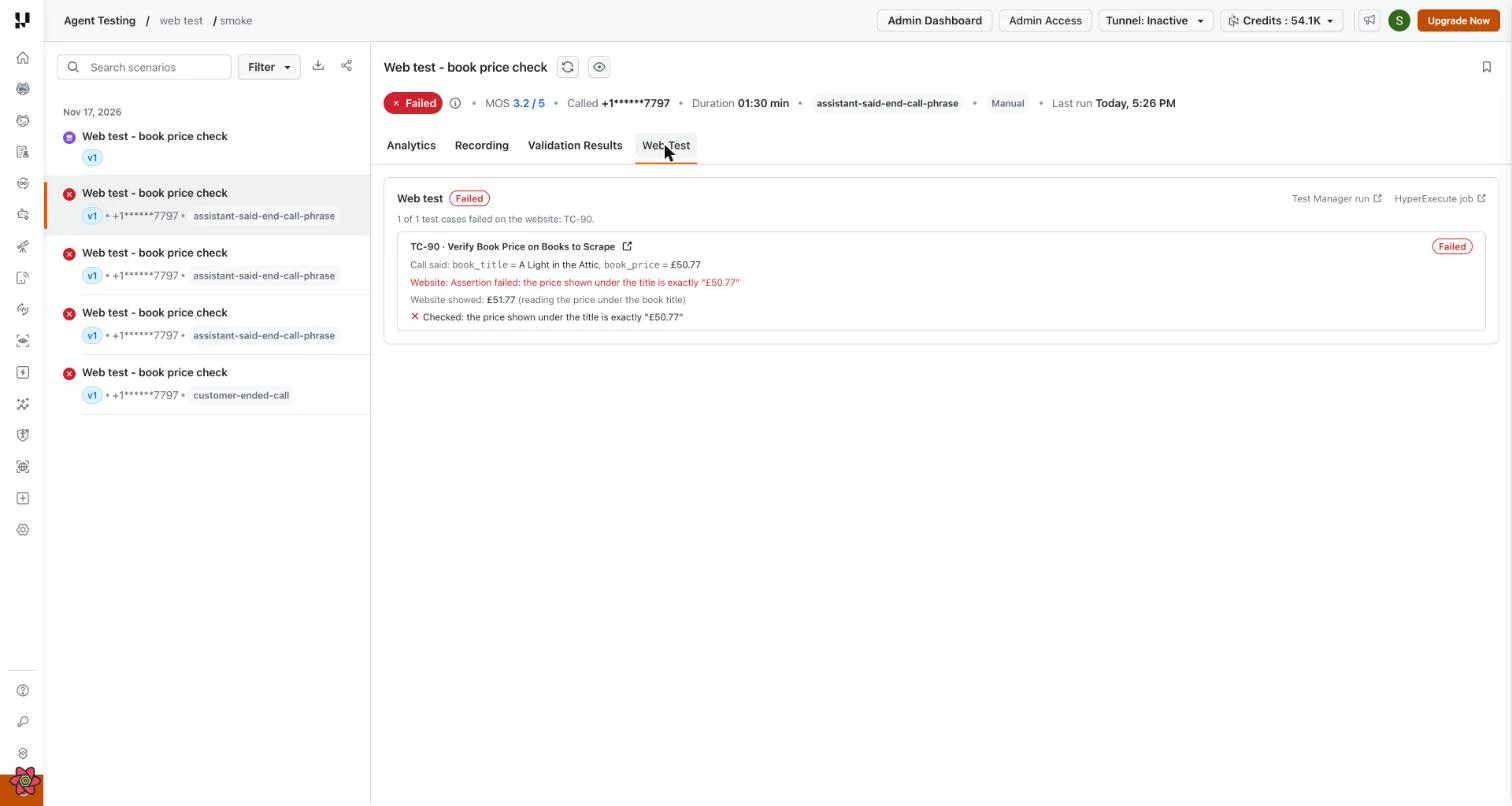 Agent Testing / web test / smoke
Admin Dashboard
Admin Access
Tunnel: Inactive
Credits : 54.1K
S
Upgrade Now
Search scenarios
Filter
Nov 17, 2026
Web test - book price check
v1
Web test - book price check
v1 • +1******7797 • assistant-said-end-call-phrase
Web test - book price check
v1 • +1******7797 • assistant-said-end-call-phrase
Web test - book price check
v1 • +1******7797 • assistant-said-end-call-phrase
Web test - book price check
v1 • +1******7797 • customer-ended-call
Web test - book price check
× Failed • MOS 3.2 / 5 • Called +1******7797 • Duration 01:30 min • assistant-said-end-call-phrase • Manual • Last run Today, 5:26 PM
Analytics
Recording
Validation Results
Web Test
Web test Failed
Test Manager run
HyperExecute job
1 of 1 test cases failed on the website: TC-90.
TC-90 · Verify Book Price on Books to Scrape
Failed
Call said: book_title = A Light in the Attic, book_price = £50.77
Website: Assertion failed: the price shown under the title is exactly "£50.77"
Website showed: £51.77 (reading the price under the book title)
× Checked: the price shown under the title is exactly "£50.77"